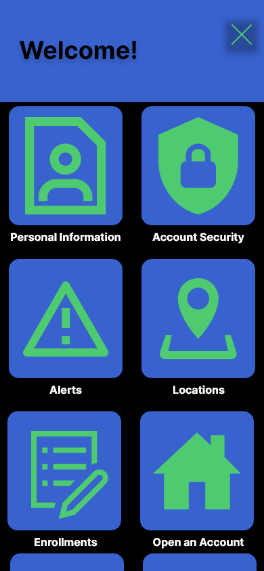 Welcome!
Personal Information
Account Security
Alerts
Locations
Enrollments
Open an Account